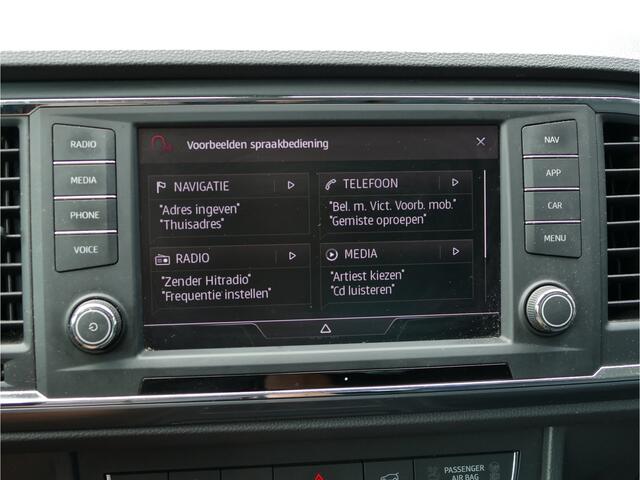 RADIO
MEDIA
PHONE
VOICE
Voorbeelden spraakbediening
NAVIGATIE
"Adres ingeven"
"Thuisadres"
TELEFOON
"Bel. m. Vict. Voorb. mob."
"Gemiste oproepen"
RADIO
"Zender Hitradio"
"Frequentie instellen"
MEDIA
"Artiest kiezen"
"Cd luisteren"
NAV
APP
CAR
MENU
PASSENGER
AIR BAG